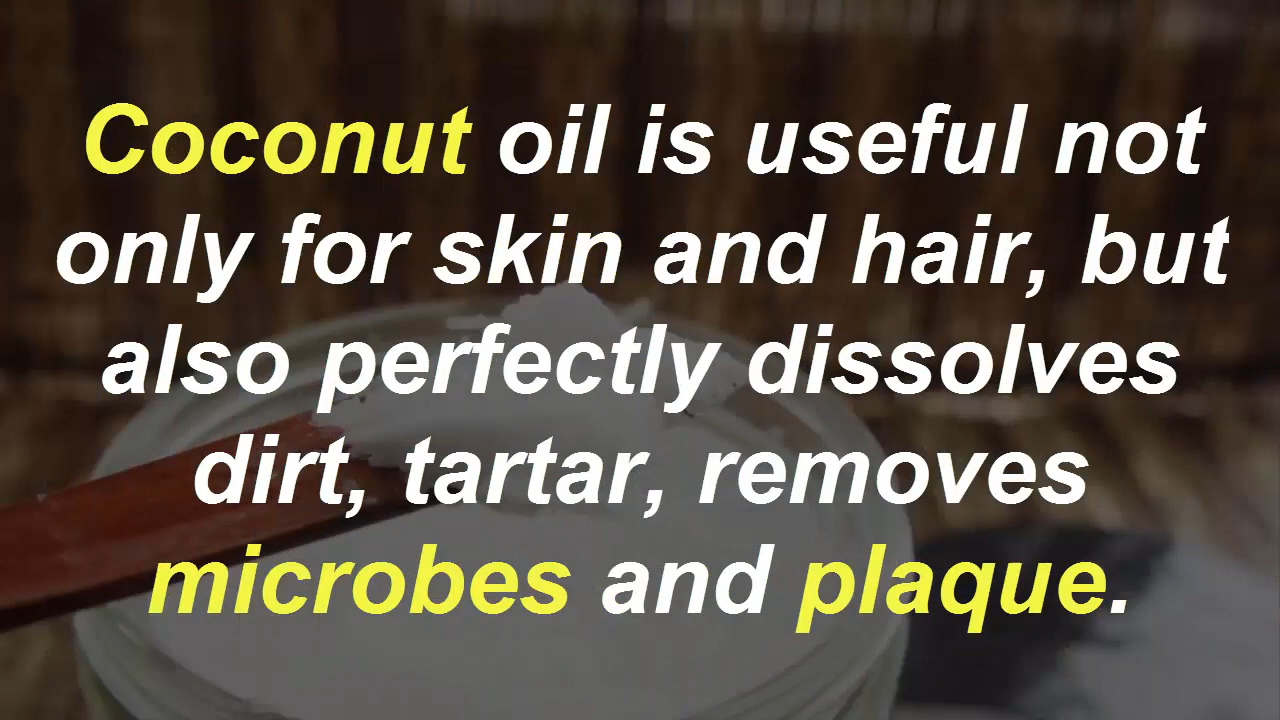 Coconut oil is useful not
only for skin and hair, but
also perfectly dissolves
dirt, tartar, removes
microbes and plaque.